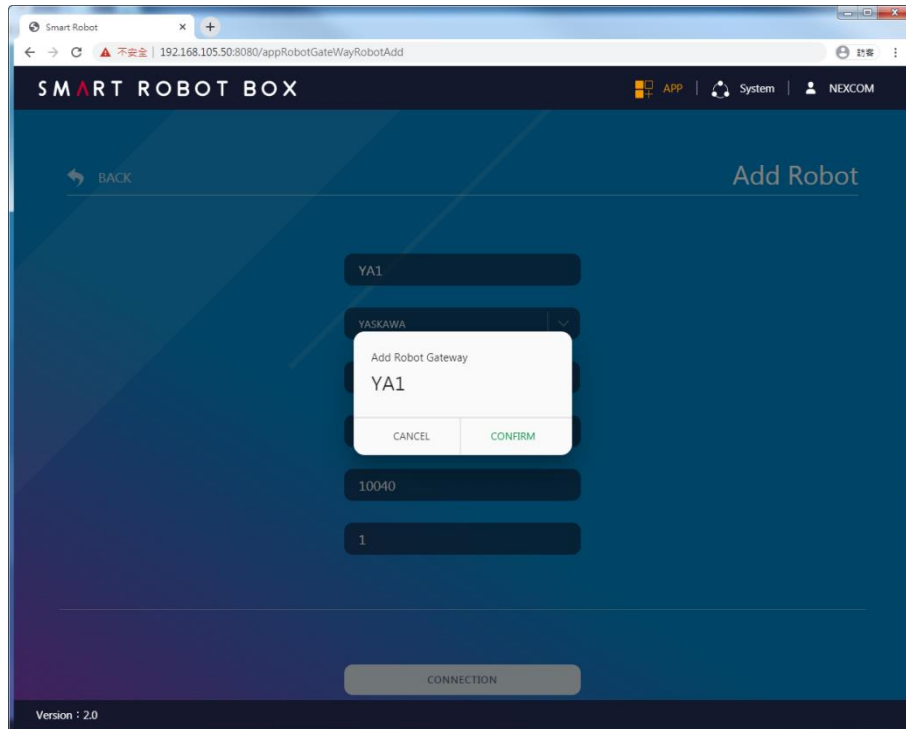 Smart Robot
不安全 | 192.168.105.50:8080/appRobotGateWayRobotAdd 訪客
SMART ROBOT BOX
APP | System | NEXCOM
BACK
Add Robot
YA1
YASKAWA
Add Robot Gateway
YA1
CANCEL CONFIRM
10040
1
CONNECTION
Version：2.0